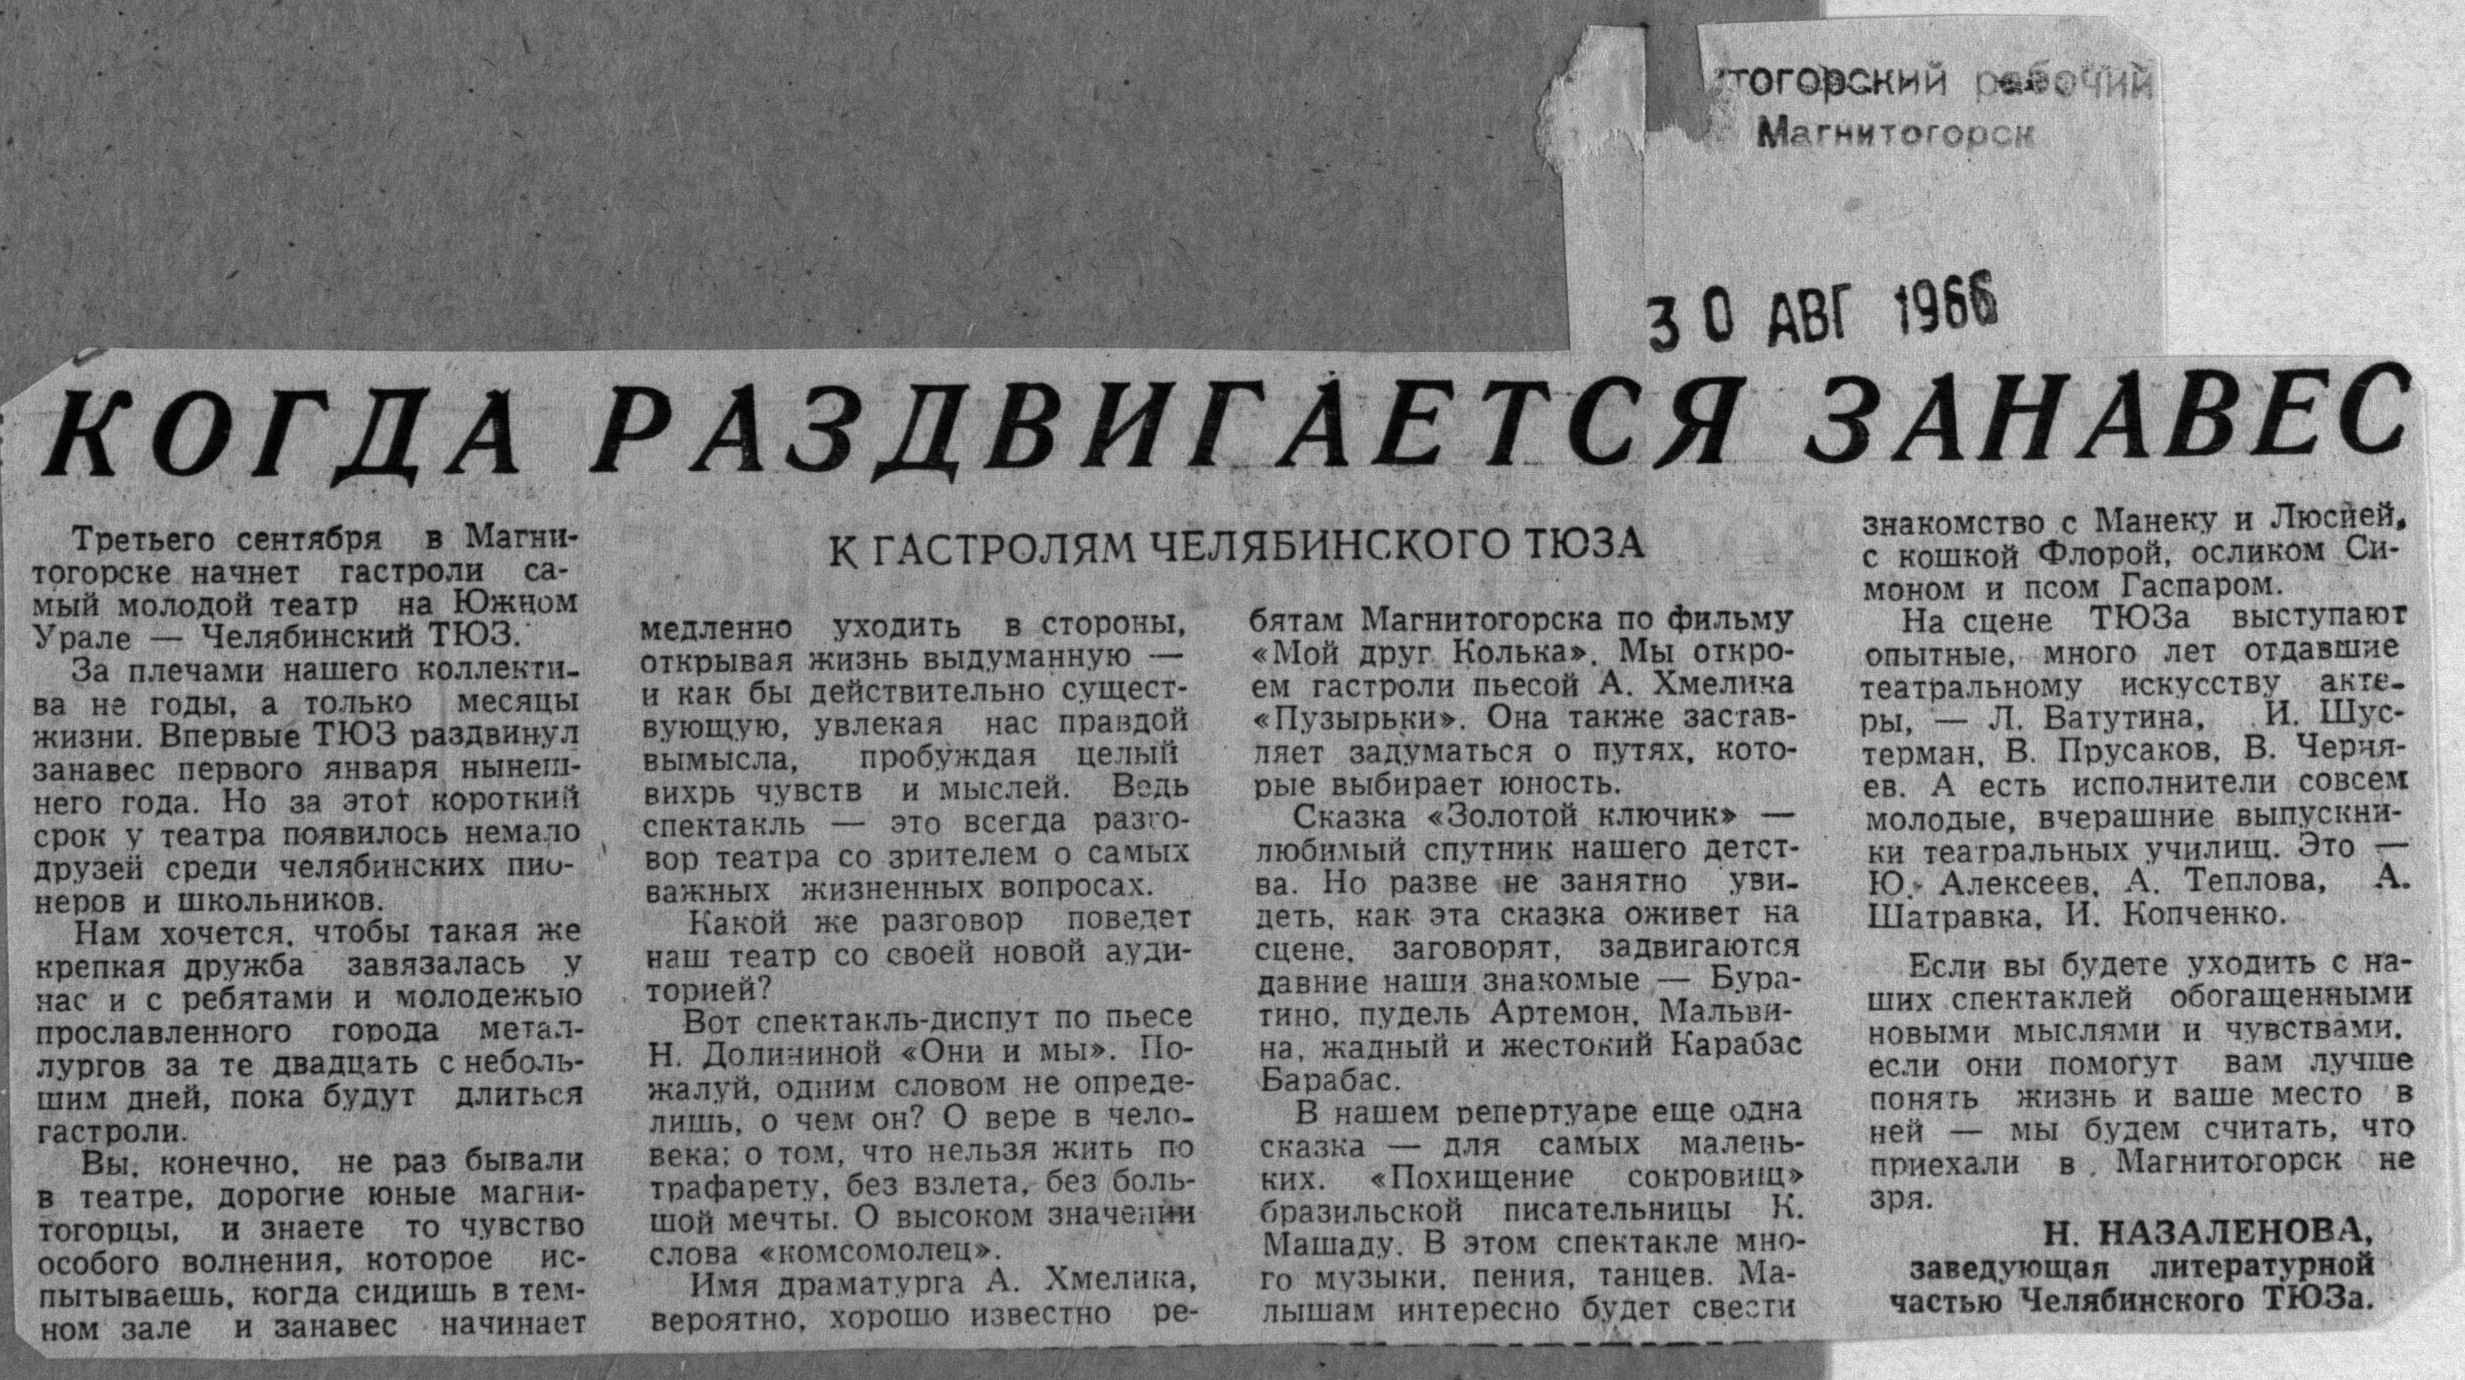 тогорский рабочий
Магнитогорск
30 АВГ 1966
КОГДА РАЗДВИГАЕТСЯ ЗАНАВЕС
К ГАСТРОЛЯМ ЧЕЛЯБИНСКОГО ТЮЗА
Третьего сентября в Магни-
тогорске начнет гастроли са-
мый молодой театр на Южном
Урале — Челябинский ТЮЗ.
За плечами нашего коллекти-
ва не годы, а только месяцы
жизни. Впервые ТЮЗ раздвинул
занавес первого января нынеш-
него года. Но за этот короткий
срок у театра появилось немало
друзей среди челябинских пио-
неров и школьников.
Нам хочется, чтобы такая же
крепкая дружба завязалась у
нас и с ребятами и молодежью
прославленного города метал-
лургов за те двадцать с неболь-
шим дней, пока будут длиться
гастроли.
Вы, конечно, не раз бывали
в театре, дорогие юные магни-
тогорцы, и знаете то чувство
особого волнения, которое ис-
пытываешь, когда сидишь в тем-
ном зале и занавес начинает
медленно уходить в стороны,
открывая жизнь выдуманную —
и как бы действительно сущест-
вующую, увлекая нас правдой
вымысла, пробуждая целый
вихрь чувств и мыслей. Ведь
спектакль — это всегда разго-
вор театра со зрителем о самых
важных жизненных вопросах.
Какой же разговор поведет
наш театр со своей новой ауди-
торией?
Вот спектакль-диспут по пьесе
Н. Долининой «Они и мы». По-
жалуй, одним словом не опреде-
лишь, о чем он? О вере в чело-
века; о том, что нельзя жить по
трафарету, без взлета, без боль-
шой мечты. О высоком значении
слова «комсомолец».
Имя драматурга А. Хмелика,
вероятно, хорошо известно ре-
бятам Магнитогорска по фильму
«Мой друг Колька». Мы откро-
ем гастроли пьесой А. Хмелика
«Пузырьки». Она также застав-
ляет задуматься о путях, кото-
рые выбирает юность.
Сказка «Золотой ключик» —
любимый спутник нашего детст-
ва. Но разве не занятно уви-
деть, как эта сказка оживет на
сцене, заговорят, задвигаются
давние наши знакомые — Бура-
тино, пудель Артемон, Мальви-
на, жадный и жестокий Карабас
Барабас.
В нашем репертуаре еще одна
сказка — для самых малень-
ких. «Похищение сокровищ»
бразильской писательницы К.
Машаду. В этом спектакле мно-
го музыки, пения, танцев. Ма-
лышам интересно будет свести
знакомство с Манеку и Люсией,
с кошкой Флорой, осликом Си-
моном и псом Гаспаром.
На сцене ТЮЗа выступают
опытные, много лет отдавшие
театральному искусству акте-
ры, — Л. Ватутина, И. Шус-
терман, В. Прусаков, В. Черня-
ев. А есть исполнители совсем
молодые, вчерашние выпускни-
ки театральных училищ. Это —
Ю. Алексеев, А. Теплова, А.
Шатравка, И. Копченко.
Если вы будете уходить с на-
ших спектаклей обогащенными
новыми мыслями и чувствами,
если они помогут вам лучше
понять жизнь и ваше место в
ней — мы будем считать, что
приехали в Магнитогорск не
зря.
Н. НАЗАЛЕНОВА,
заведующая литературной
частью Челябинского ТЮЗа.